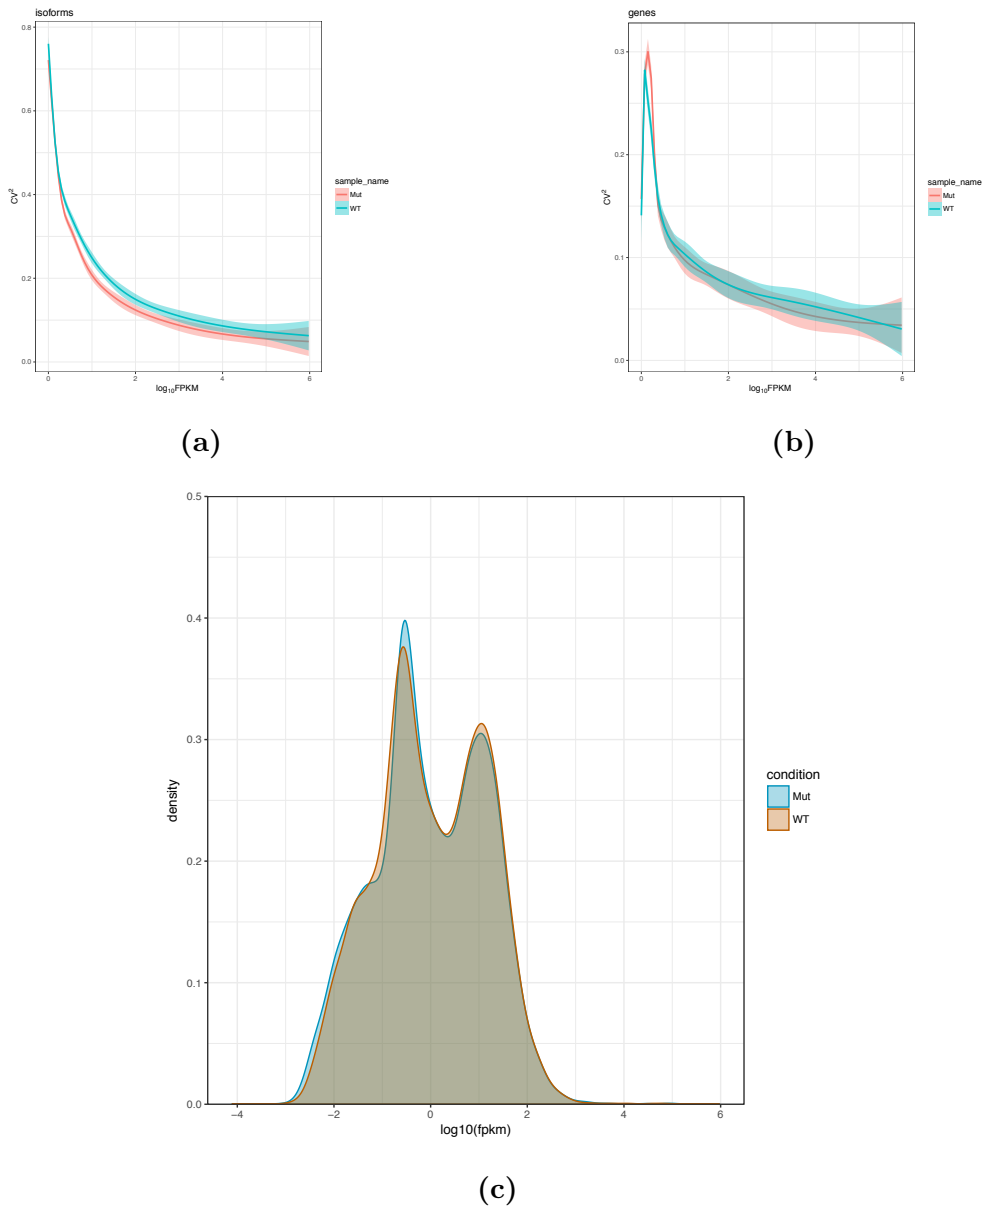 isoforms
0.8
0.6
0.4
0.2
0.0
CV²
0 2 4 6
log₁₀FPKM
sample_name
Mut
WT
(a)
genes
0.3
0.2
0.1
0.0
CV²
0 2 4 6
log₁₀FPKM
sample_name
Mut
WT
(b)
0.5
0.4
0.3
0.2
0.1
0.0
density
−4 −2 0 2 4 6
log10(fpkm)
condition
Mut
WT
(c)